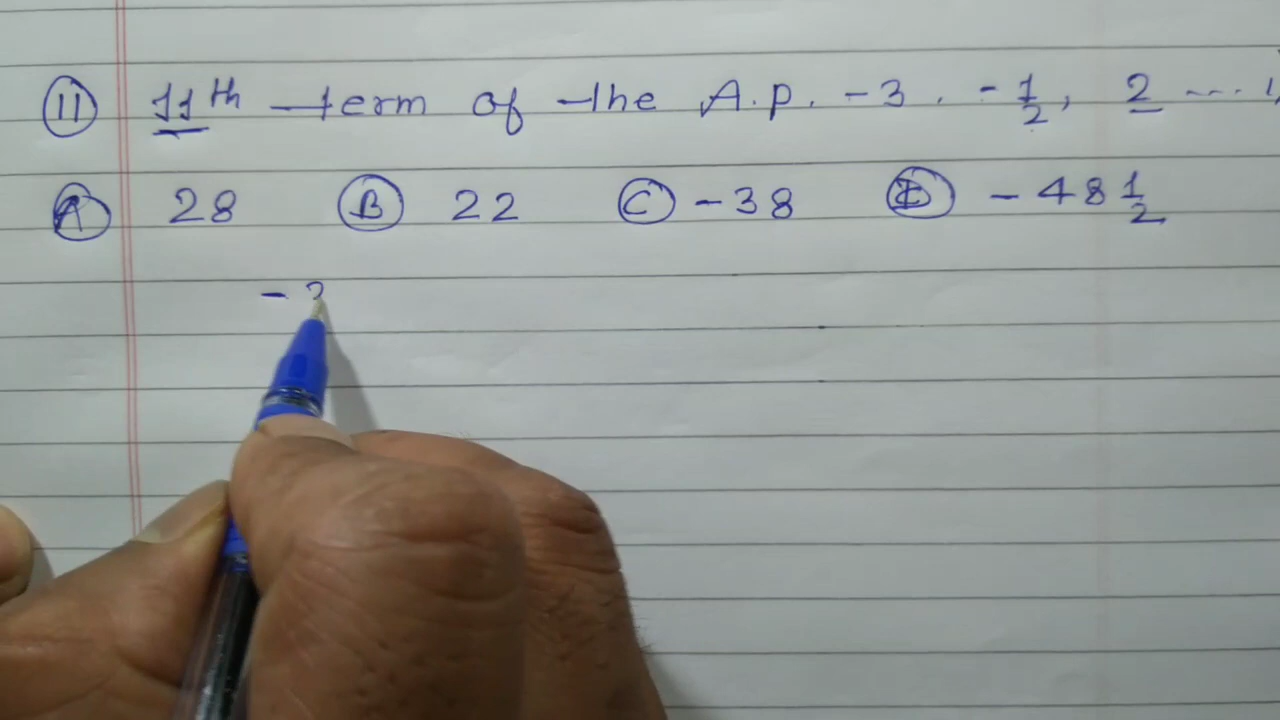 (11) 11th term of the A.P. -3. -1/2, 2 ....
(A) 28 (B) 22 (C) -38 (D) -48 1/2
-